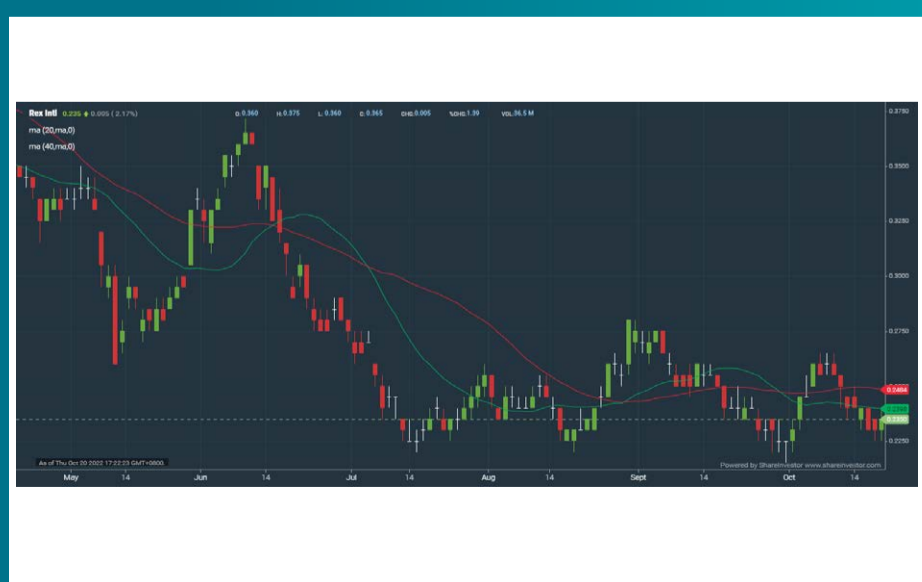 Rex Intl 0.235 0.005 ( 2.17%) O: 0.360 H: 0.375 L: 0.360 C: 0.365 CHG: 0.005 %CHG: 1.39 VOL: 36.5 M
ma (20,ma,0)
ma (40,ma,0)
0.3750
0.3500
0.3250
0.3000
0.2750
0.2484
0.2350
0.2250
As of Thu Oct 20 2022 17:22:23 GMT+0800
Powered by ShareInvestor www.shareinvestor.com
May 14 Jun 14 Jul 14 Aug 14 Sept 14 Oct 14